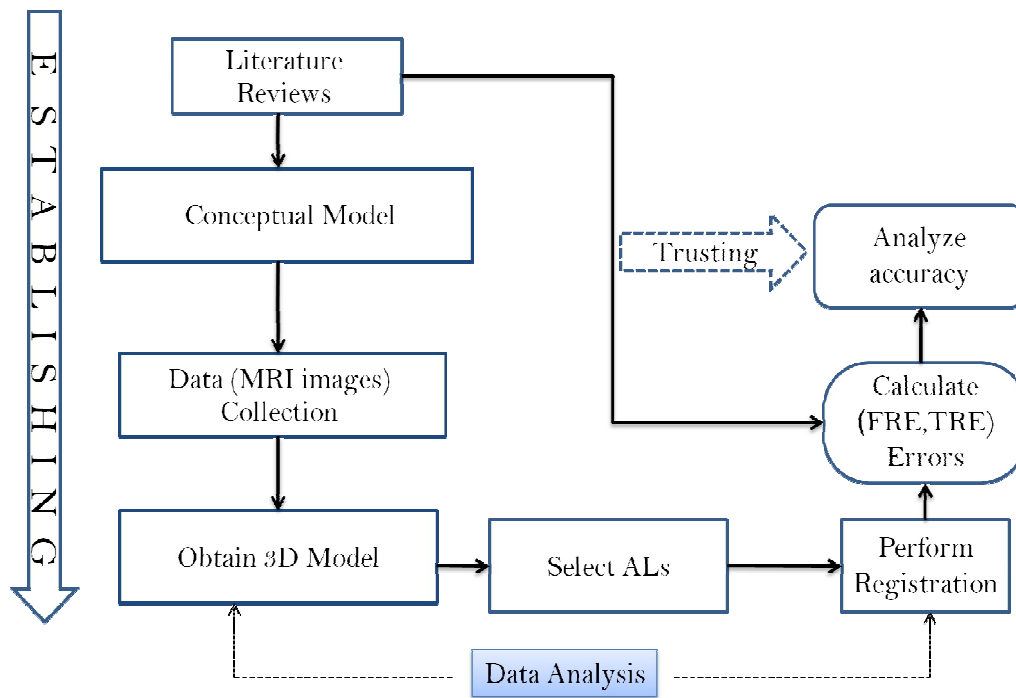 ESTABLISHING
Literature
Reviews
Conceptual Model
Data (MRI images)
Collection
Obtain 3D Model
Select ALs
Perform
Registration
Calculate
(FRE,TRE)
Errors
Trusting
Analyze
accuracy
Data Analysis